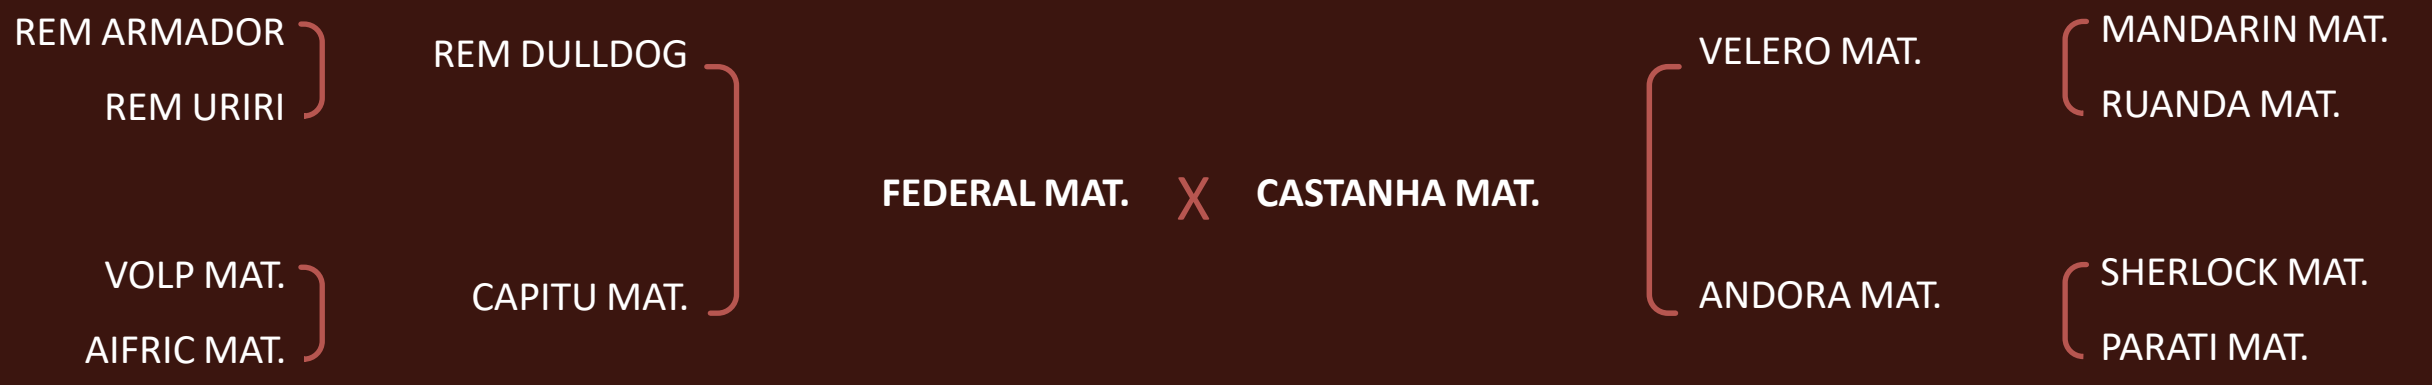 REM ARMADOR
REM URIRI
REM DULLDOG
VOLP MAT.
AIFRIC MAT.
CAPITU MAT.
FEDERAL MAT. X CASTANHA MAT.
VELERO MAT.
MANDARIN MAT.
RUANDA MAT.
ANDORA MAT.
SHERLOCK MAT.
PARATI MAT.